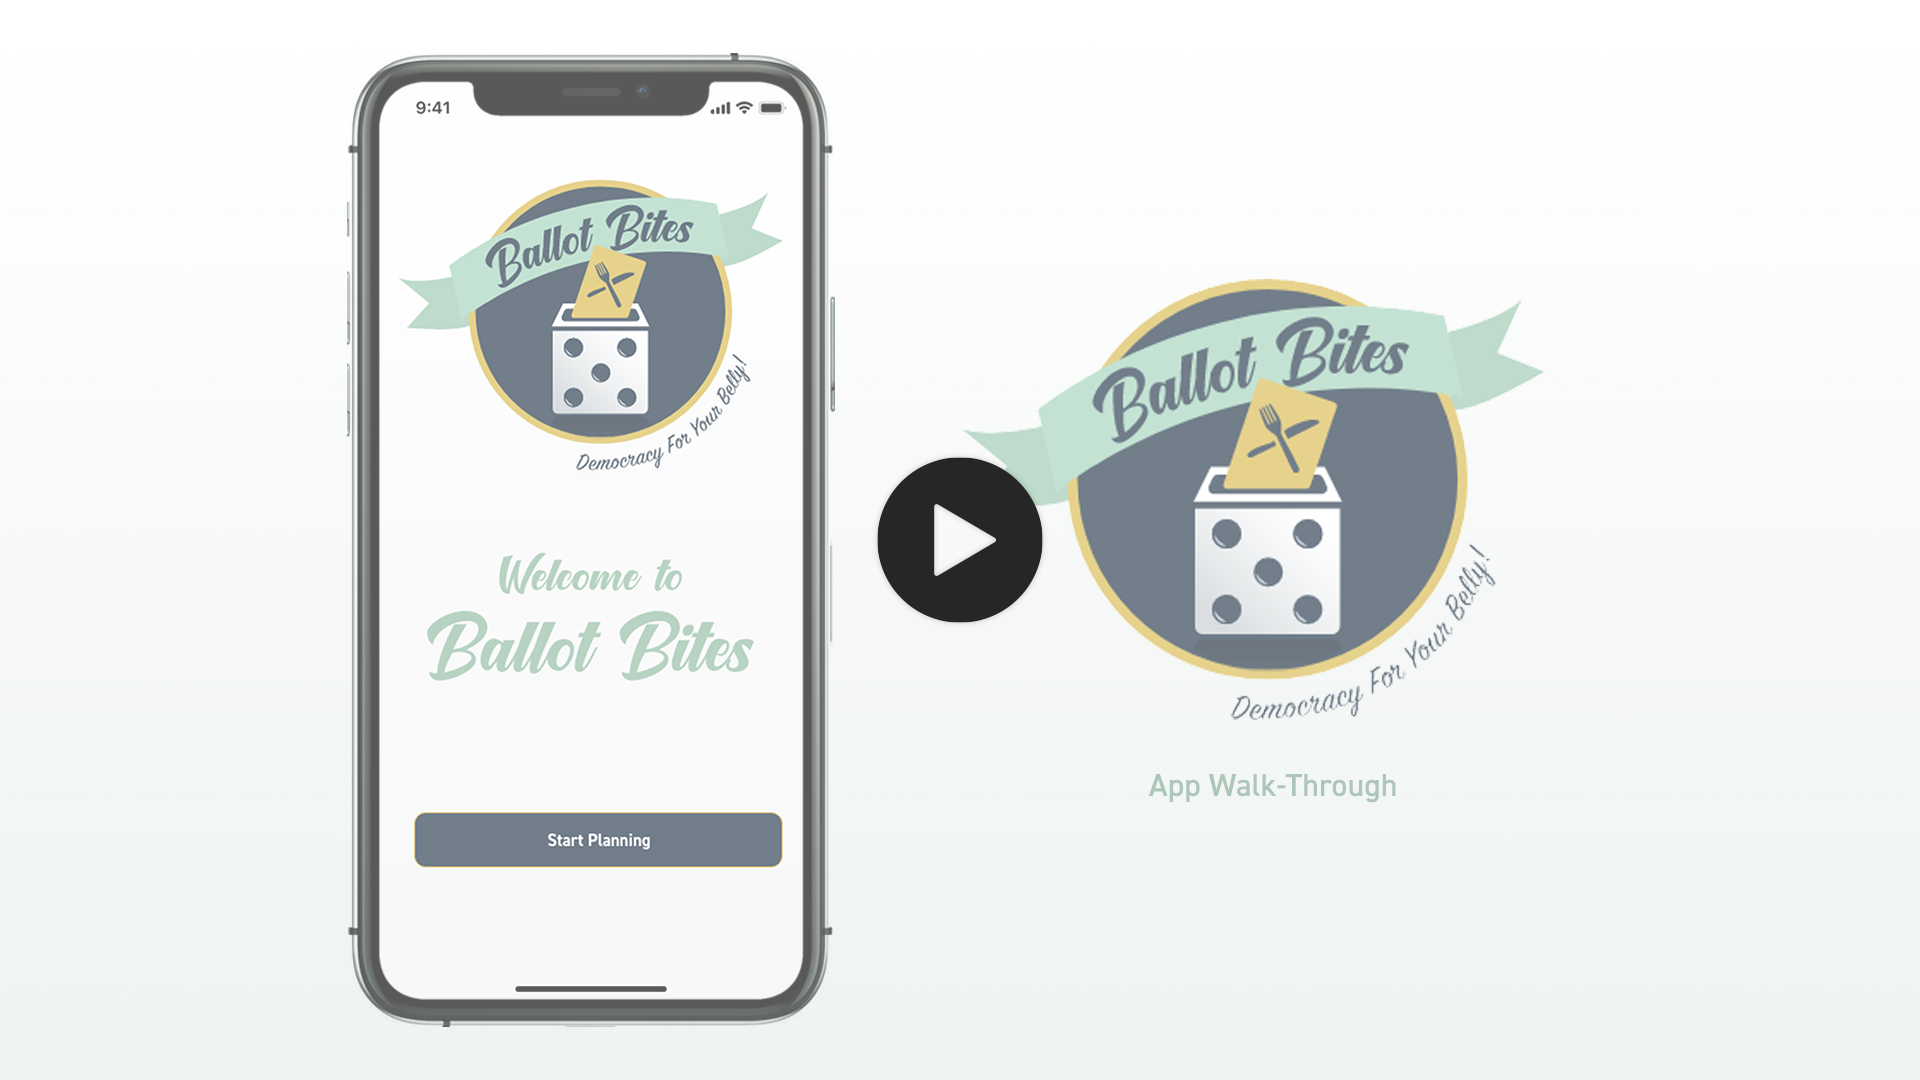 9:41
Ballot Bites
Democracy For Your Belly!
Welcome to
Ballot Bites
Start Planning
Ballot Bites
Democracy For Your Belly!
App Walk-Through